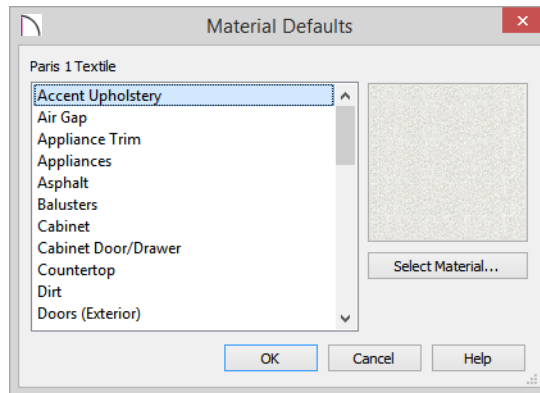 Material Defaults
Paris 1 Textile
Accent Upholstery
Air Gap
Appliance Trim
Appliances
Asphalt
Balusters
Cabinet
Cabinet Door/Drawer
Countertop
Dirt
Doors (Exterior)
Select Material...
OK Cancel Help